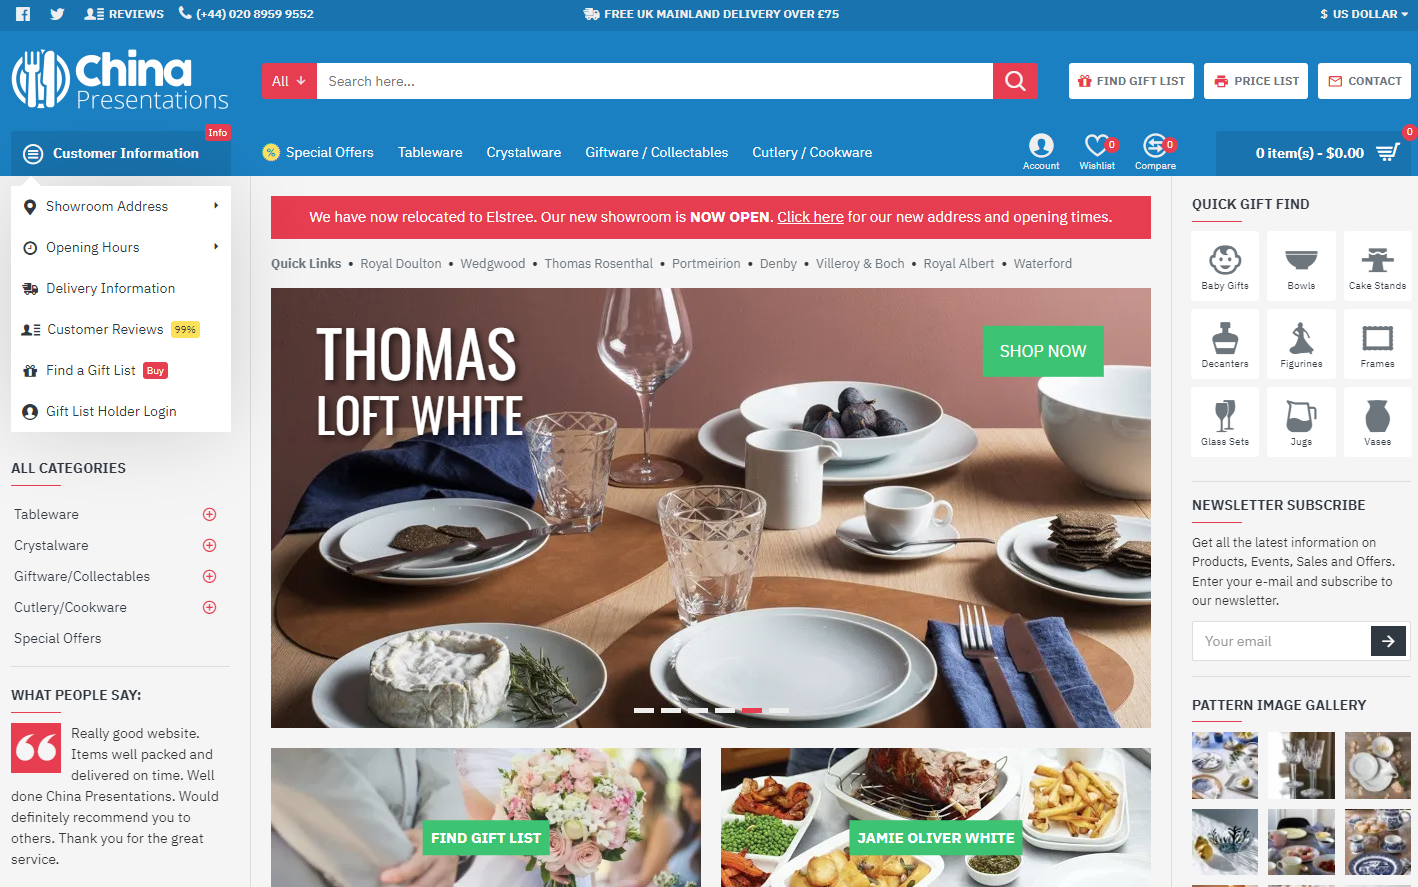 REVIEWS
(+44) 020 8959 9552
FREE UK MAINLAND DELIVERY OVER £75
$ US DOLLAR
China
Presentations
All
Search here...
FIND GIFT LIST
PRICE LIST
CONTACT
Info
Customer Information
% Special Offers
Tableware
Crystalware
Giftware / Collectables
Cutlery / Cookware
Account
0
Wishlist
0
Compare
0 item(s) - $0.00
0
Showroom Address
Opening Hours
Delivery Information
Customer Reviews 99%
Find a Gift List Buy
Gift List Holder Login
ALL CATEGORIES
Tableware
Crystalware
Giftware/Collectables
Cutlery/Cookware
Special Offers
WHAT PEOPLE SAY:
Really good website.
Items well packed and
delivered on time. Well
done China Presentations. Would
definitely recommend you to
others. Thank you for the great
service.
We have now relocated to Elstree. Our new showroom is NOW OPEN. Click here for our new address and opening times.
Quick Links • Royal Doulton • Wedgwood • Thomas Rosenthal • Portmeirion • Denby • Villeroy & Boch • Royal Albert • Waterford
THOMAS
LOFT WHITE
SHOP NOW
FIND GIFT LIST
JAMIE OLIVER WHITE
QUICK GIFT FIND
Baby Gifts
Bowls
Cake Stands
Decanters
Figurines
Frames
Glass Sets
Jugs
Vases
NEWSLETTER SUBSCRIBE
Get all the latest information on
Products, Events, Sales and Offers.
Enter your e-mail and subscribe to
our newsletter.
Your email
PATTERN IMAGE GALLERY